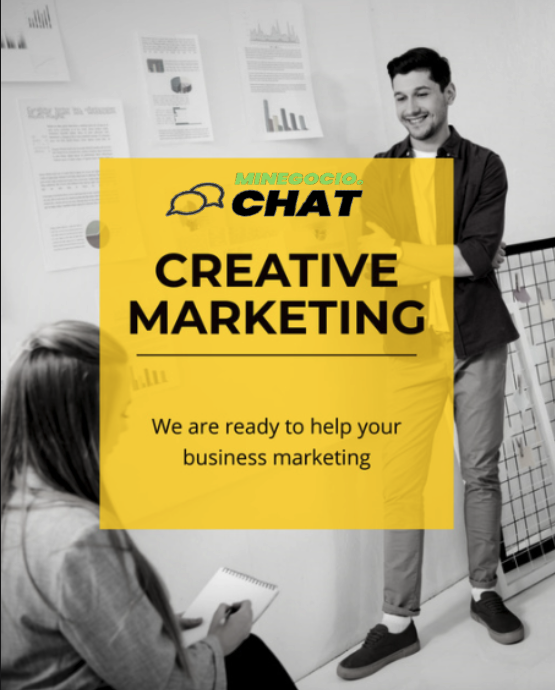 MINEGOCIO.
CHAT
CREATIVE
MARKETING
We are ready to help your
business marketing